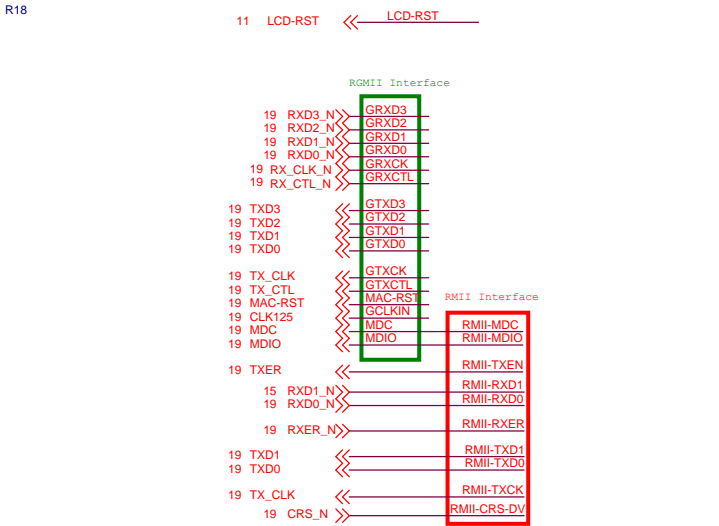 R18
11 LCD-RST LCD-RST
RGMII Interface
19 RXD3_N GRXD3
19 RXD2_N GRXD2
19 RXD1_N GRXD1
19 RXD0_N GRXD0
19 RX_CLK_N GRXCK
19 RX_CTL_N GRXCTL
19 TXD3 GTXD3
19 TXD2 GTXD2
19 TXD1 GTXD1
19 TXD0 GTXD0
19 TX_CLK GTXCK
19 TX_CTL GTXCTL
19 MAC-RST MAC-RST
RMII Interface
19 CLK125 GCLKIN
19 MDC MDC RMII-MDC
19 MDIO MDIO RMII-MDIO
19 TXER RMII-TXEN
15 RXD1_N RMII-RXD1
19 RXD0_N RMII-RXD0
19 RXER_N RMII-RXER
19 TXD1 RMII-TXD1
19 TXD0 RMII-TXD0
19 TX_CLK RMII-TXCK
19 CRS_N RMII-CRS-DV